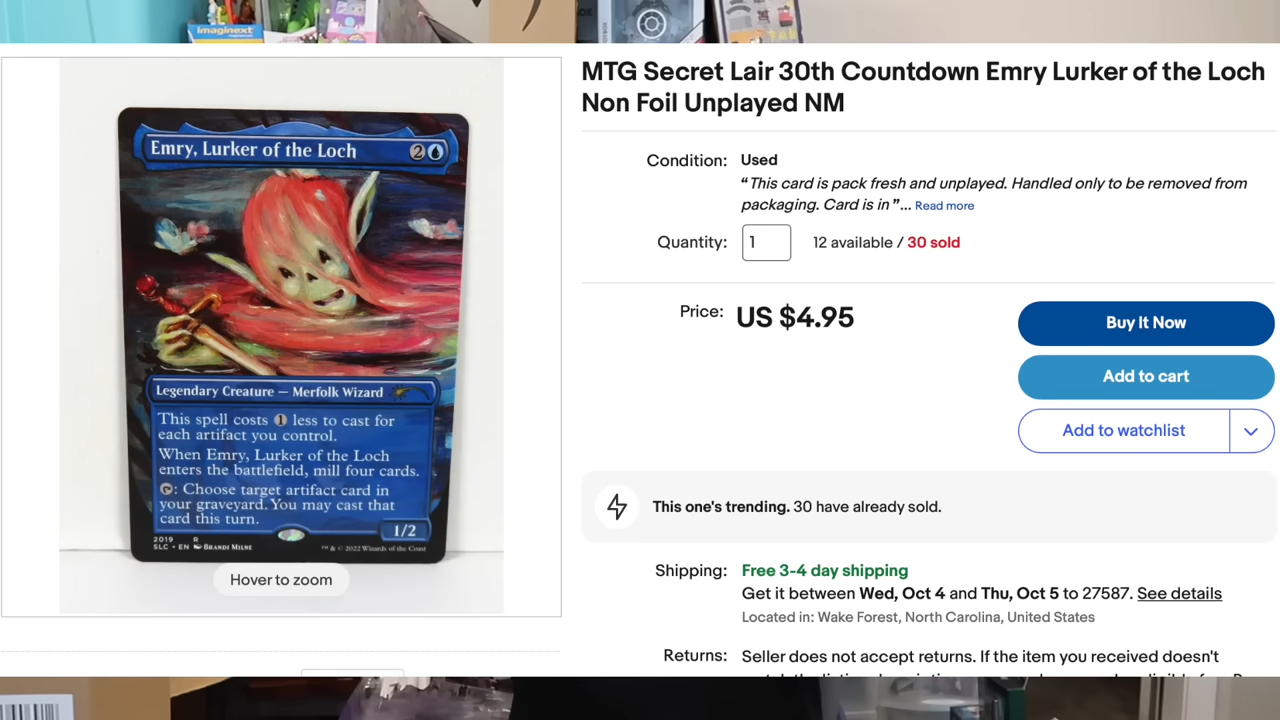 imaginext
MTG Secret Lair 30th Countdown Emry Lurker of the Loch
Non Foil Unplayed NM
Emry, Lurker of the Loch 2
Legendary Creature — Merfolk Wizard
This spell costs 1 less to cast for
each artifact you control.
When Emry, Lurker of the Loch
enters the battlefield, mill four cards.
: Choose target artifact card in
your graveyard. You may cast that
card this turn.
1/2
2019 R
SLC • EN BRANDI MILNE ™ & © 2022 Wizards of the Coast
Hover to zoom
Condition: Used
“This card is pack fresh and unplayed. Handled only to be removed from
packaging. Card is in”... Read more
Quantity: 1 12 available / 30 sold
Price: US $4.95
Buy It Now
Add to cart
Add to watchlist
This one's trending. 30 have already sold.
Shipping: Free 3-4 day shipping
Get it between Wed, Oct 4 and Thu, Oct 5 to 27587. See details
Located in: Wake Forest, North Carolina, United States
Returns: Seller does not accept returns. If the item you received doesn't